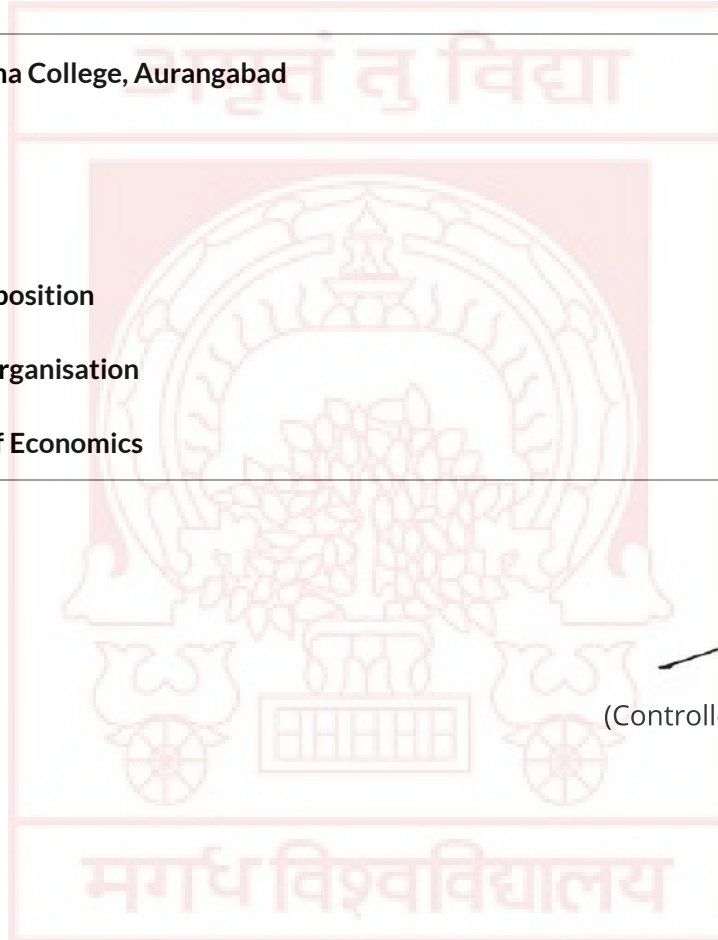 अमृतं तु विद्या
na College, Aurangabad
position
rganisation
f Economics
(Controll
मगध विश्वविद्यालय